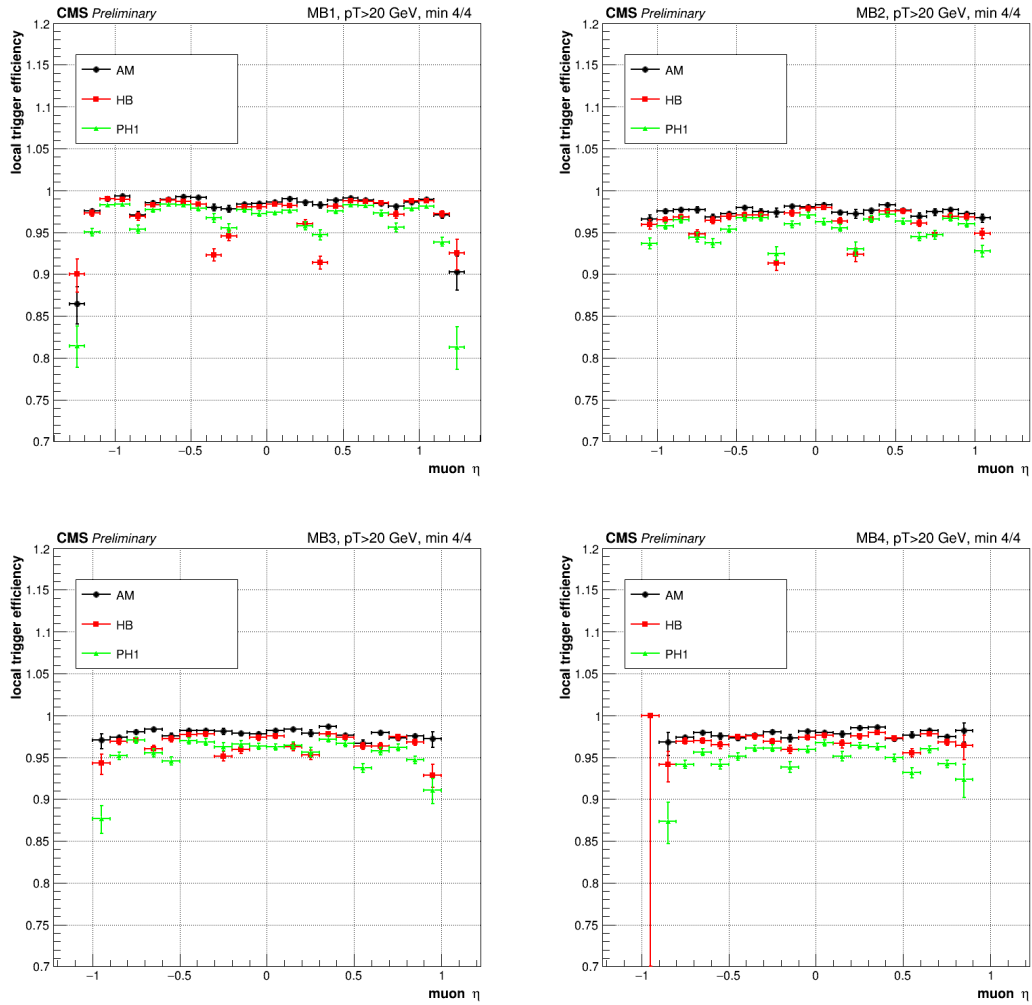 CMS Preliminary MB1, pT>20 GeV, min 4/4
local trigger efficiency
1.2
1.15
1.1
1.05
1
0.95
0.9
0.85
0.8
0.75
0.7
AM
HB
PH1
−1 −0.5 0 0.5 1
muon η
CMS Preliminary MB2, pT>20 GeV, min 4/4
local trigger efficiency
1.2
1.15
1.1
1.05
1
0.95
0.9
0.85
0.8
0.75
0.7
AM
HB
PH1
−1 −0.5 0 0.5 1
muon η
CMS Preliminary MB3, pT>20 GeV, min 4/4
local trigger efficiency
1.2
1.15
1.1
1.05
1
0.95
0.9
0.85
0.8
0.75
0.7
AM
HB
PH1
−1 −0.5 0 0.5 1
muon η
CMS Preliminary MB4, pT>20 GeV, min 4/4
local trigger efficiency
1.2
1.15
1.1
1.05
1
0.95
0.9
0.85
0.8
0.75
0.7
AM
HB
PH1
−1 −0.5 0 0.5 1
muon η